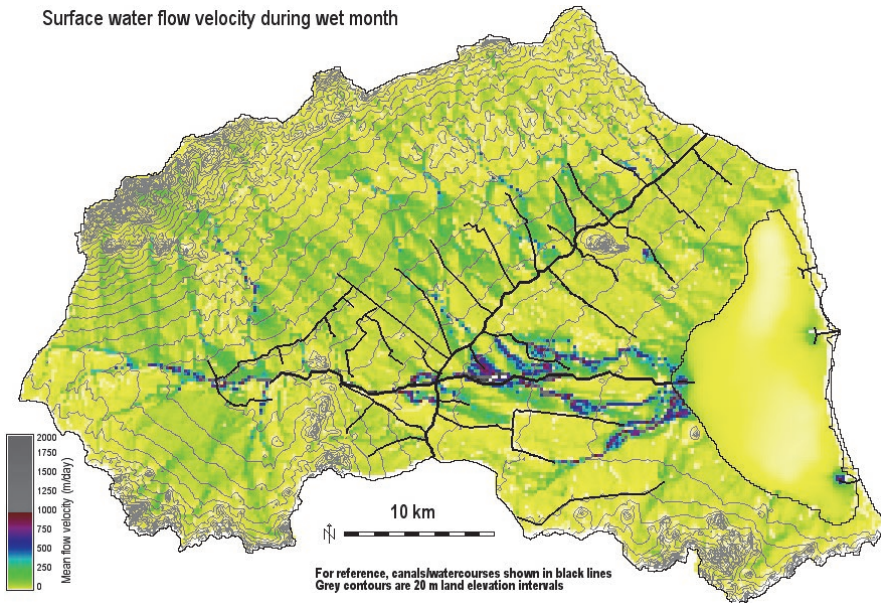 Surface water flow velocity during wet month
2000
1750
1500
1250
1000
750
500
250
0
Mean flow velocity (m/day)
N
10 km
For reference, canals/watercourses shown in black lines
Grey contours are 20 m land elevation intervals